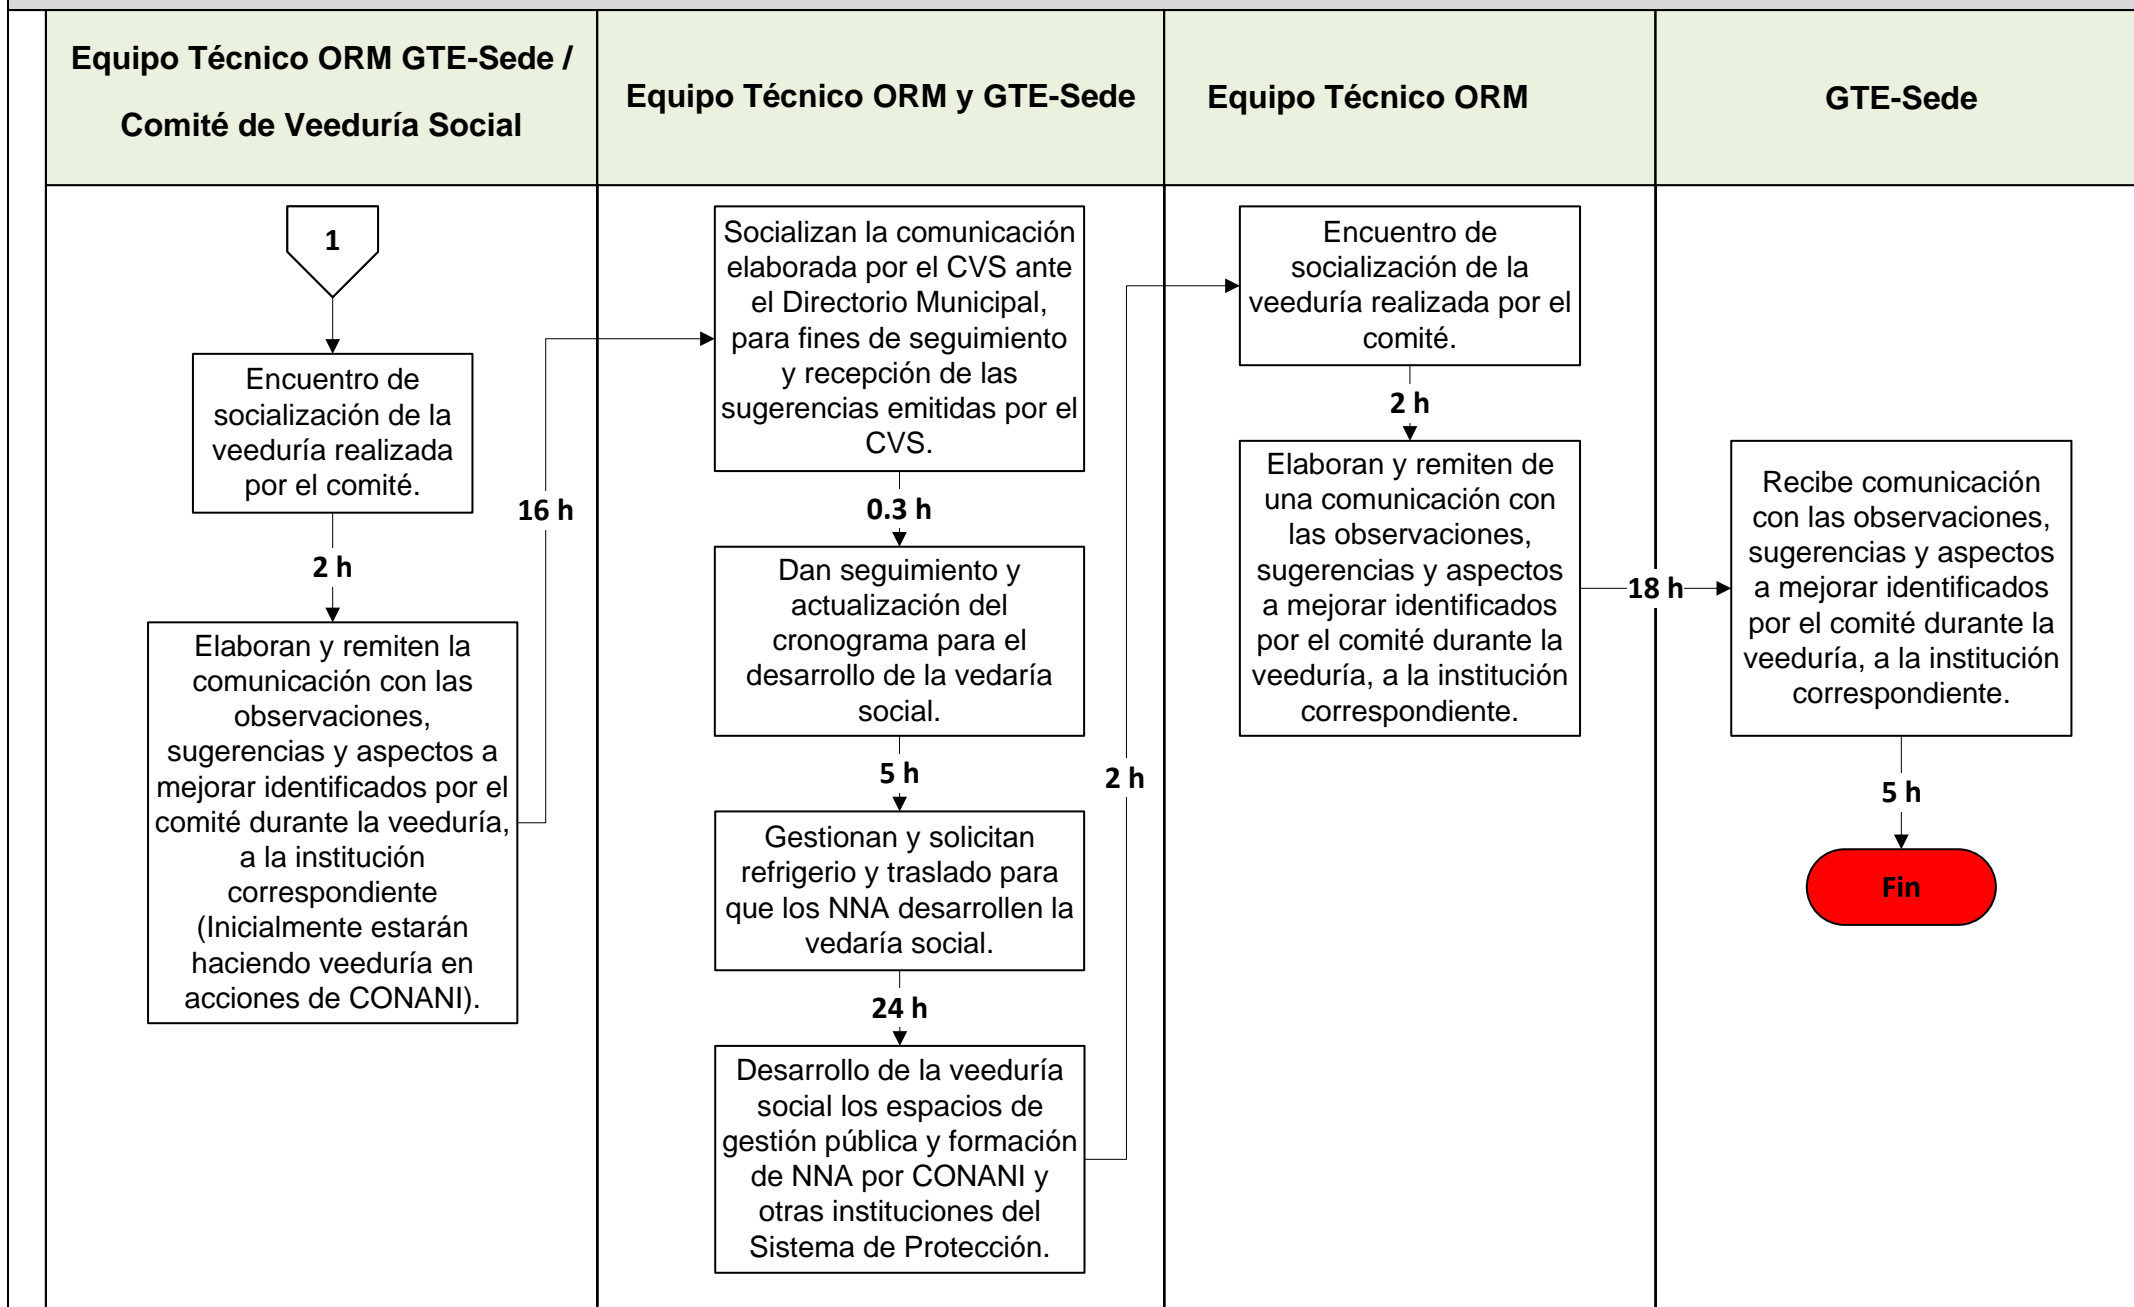 Equipo Técnico ORM GTE-Sede /
Comité de Veeduría Social
Equipo Técnico ORM y GTE-Sede
Equipo Técnico ORM
GTE-Sede
1
Encuentro de
socialización de la
veeduría realizada
por el comité.
2 h
Elaboran y remiten la
comunicación con las
observaciones,
sugerencias y aspectos a
mejorar identificados por el
comité durante la veeduría,
a la institución
correspondiente
(Inicialmente estarán
haciendo veeduría en
acciones de CONANI).
16 h
Socializan la comunicación
elaborada por el CVS ante
el Directorio Municipal,
para fines de seguimiento
y recepción de las
sugerencias emitidas por el
CVS.
0.3 h
Dan seguimiento y
actualización del
cronograma para el
desarrollo de la vedaría
social.
5 h
Gestionan y solicitan
refrigerio y traslado para
que los NNA desarrollen la
vedaría social.
24 h
Desarrollo de la veeduría
social los espacios de
gestión pública y formación
de NNA por CONANI y
otras instituciones del
Sistema de Protección.
2 h
Encuentro de
socialización de la
veeduría realizada por el
comité.
2 h
Elaboran y remiten de
una comunicación con
las observaciones,
sugerencias y aspectos
a mejorar identificados
por el comité durante la
veeduría, a la institución
correspondiente.
18 h
Recibe comunicación
con las observaciones,
sugerencias y aspectos
a mejorar identificados
por el comité durante la
veeduría, a la institución
correspondiente.
5 h
Fin